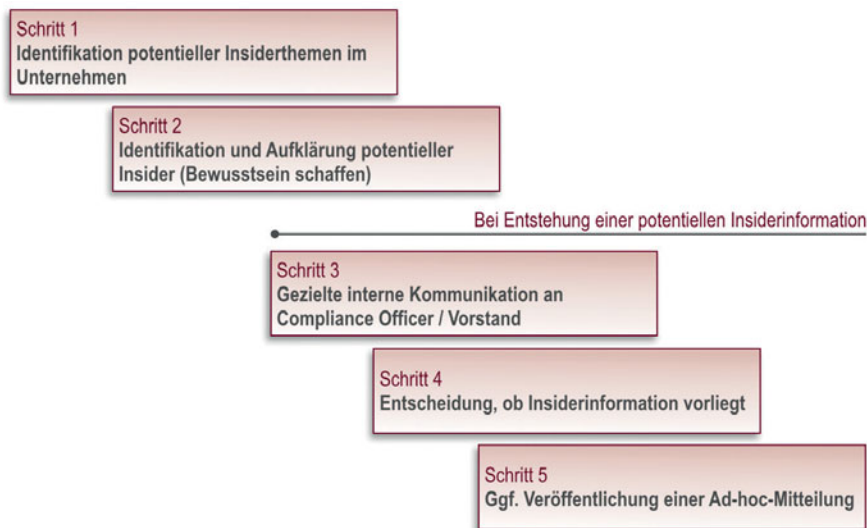 Schritt 1
Identifikation potentieller Insiderthemen im
Unternehmen
Schritt 2
Identifikation und Aufklärung potentieller
Insider (Bewusstsein schaffen)
Bei Entstehung einer potentiellen Insiderinformation
Schritt 3
Gezielte interne Kommunikation an
Compliance Officer / Vorstand
Schritt 4
Entscheidung, ob Insiderinformation vorliegt
Schritt 5
Ggf. Veröffentlichung einer Ad-hoc-Mitteilung